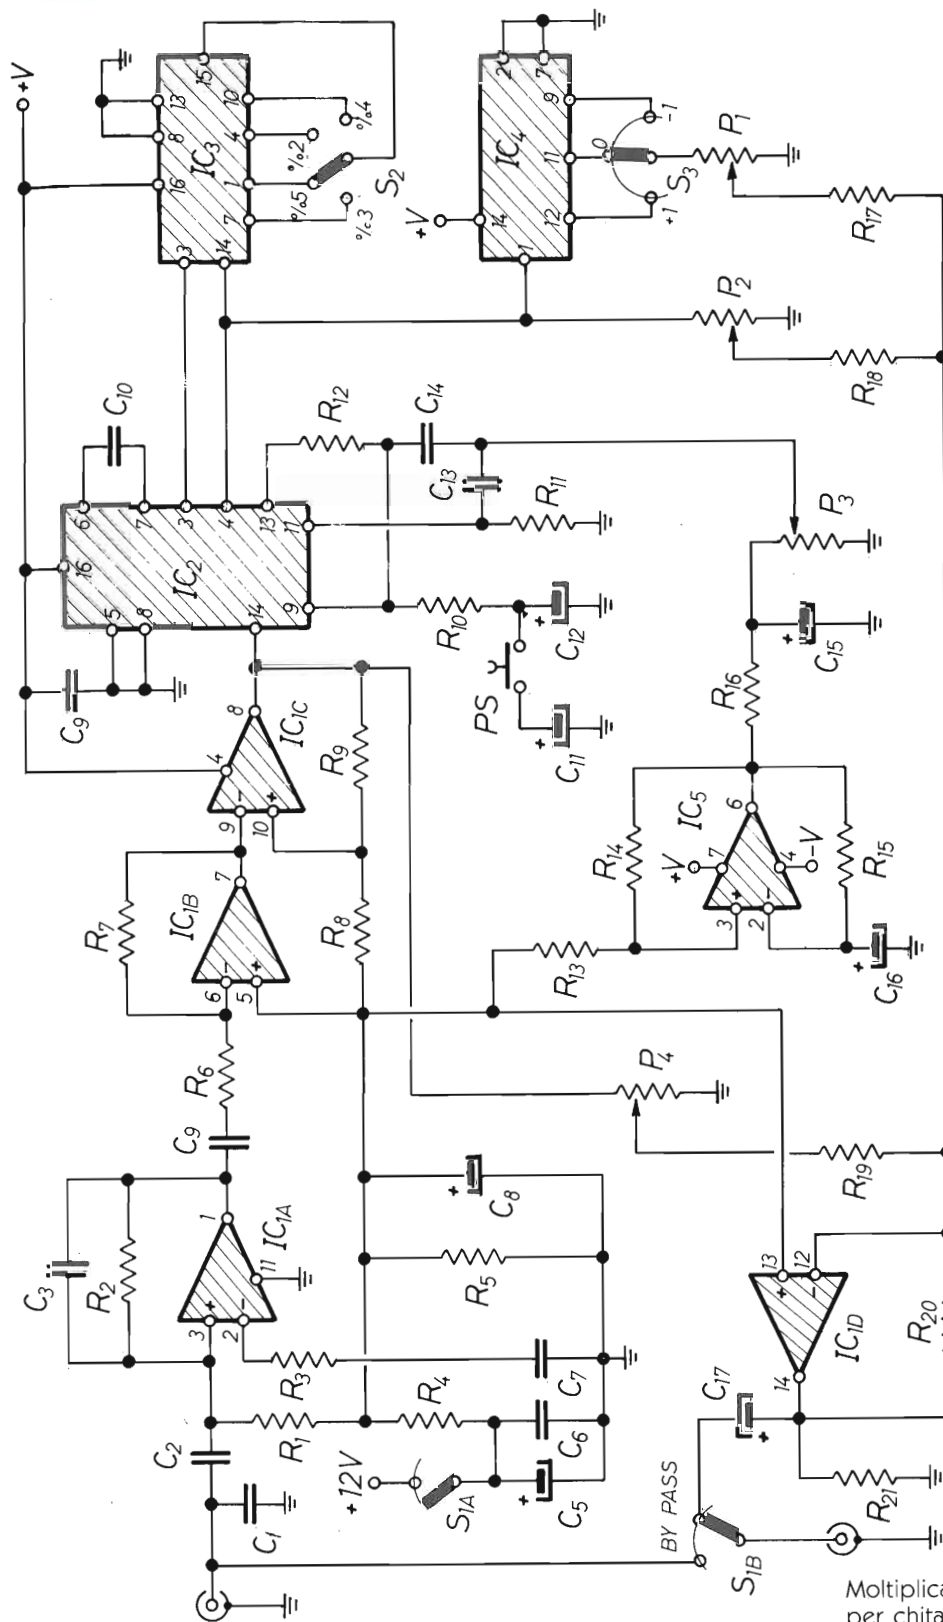 +V
15
13
8
16
IC3
10
4
1
7
3
14
%4
%2
%5
%3
S2
2
7
IC4
9
11
12
14
1
+V
-1
0
+1
S3
P1
R17
P2
R18
C10
6
7
3
4
13
11
9
14
16
5
8
IC2
R12
C14
C13
R11
R10
C12
PS
C11
P3
C15
R16
C9
4
8
IC1C
9
10
-
+
R9
R7
7
IC1B
6
5
-
+
R8
R14
IC5
+V
7
6
4
-V
3
2
+
-
R15
R13
C16
R6
C9
P4
R19
C3
R2
1
IC1A
11
3
2
+
-
C8
R5
R3
C7
R4
C6
R1
C2
C1
+12V
S1A
C5
13
12
+
-
IC1D
14
R20
C17
R21
BY PASS
S1B
Moltiplica
per chita